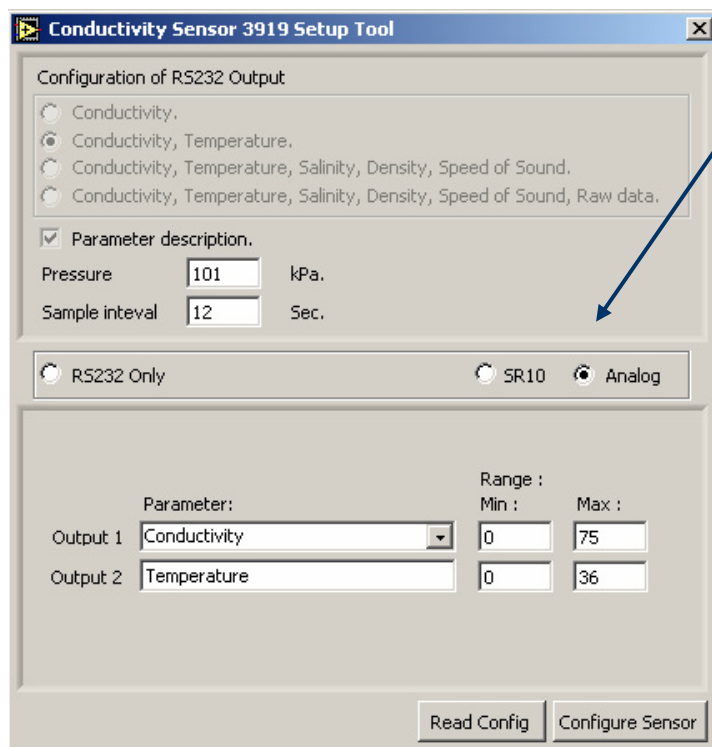 Conductivity Sensor 3919 Setup Tool
Configuration of RS232 Output
Conductivity.
Conductivity, Temperature.
Conductivity, Temperature, Salinity, Density, Speed of Sound.
Conductivity, Temperature, Salinity, Density, Speed of Sound, Raw data.
Parameter description.
Pressure 101 kPa.
Sample inteval 12 Sec.
RS232 Only SR10 Analog
Range :
Parameter: Min : Max :
Output 1 Conductivity 0 75
Output 2 Temperature 0 36
Read Config Configure Sensor